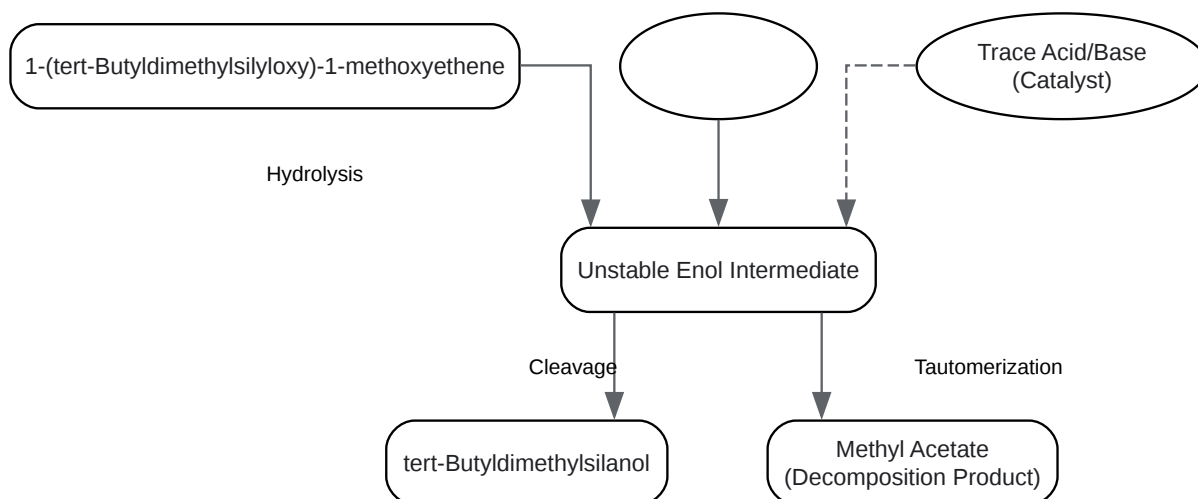 1-(tert-Butyldimethylsilyloxy)-1-methoxyethene
Trace Acid/Base
(Catalyst)
Hydrolysis
Unstable Enol Intermediate
Cleavage
Tautomerization
tert-Butyldimethylsilanol
Methyl Acetate
(Decomposition Product)